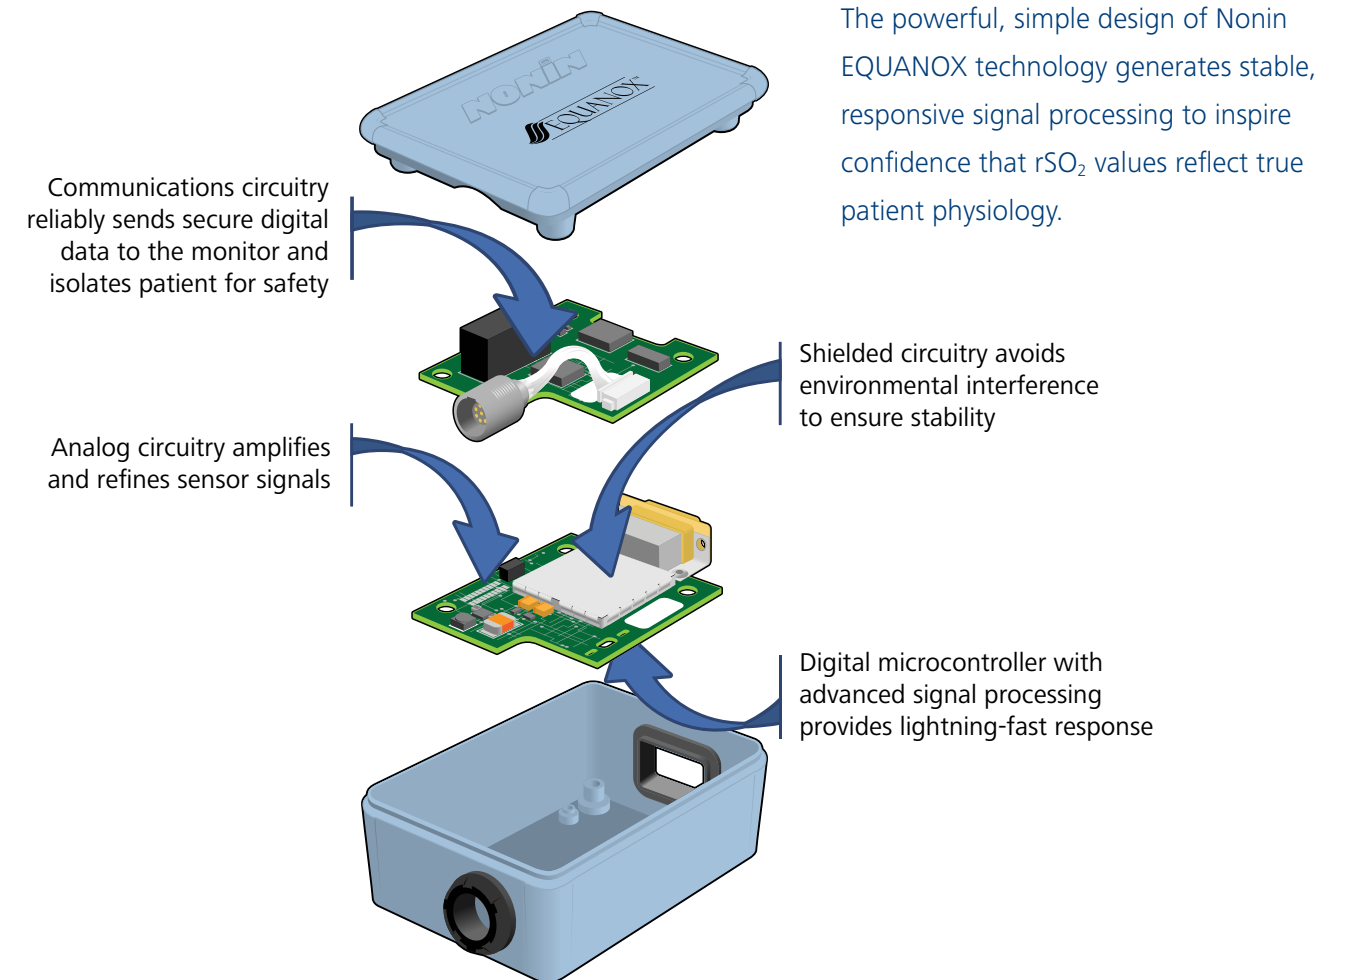 The powerful, simple design of Nonin
EQUANOX technology generates stable,
responsive signal processing to inspire
confidence that rSO₂ values reflect true
patient physiology.
NONIN
EQUANOX™
Communications circuitry
reliably sends secure digital
data to the monitor and
isolates patient for safety
Shielded circuitry avoids
environmental interference
to ensure stability
Analog circuitry amplifies
and refines sensor signals
Digital microcontroller with
advanced signal processing
provides lightning-fast response